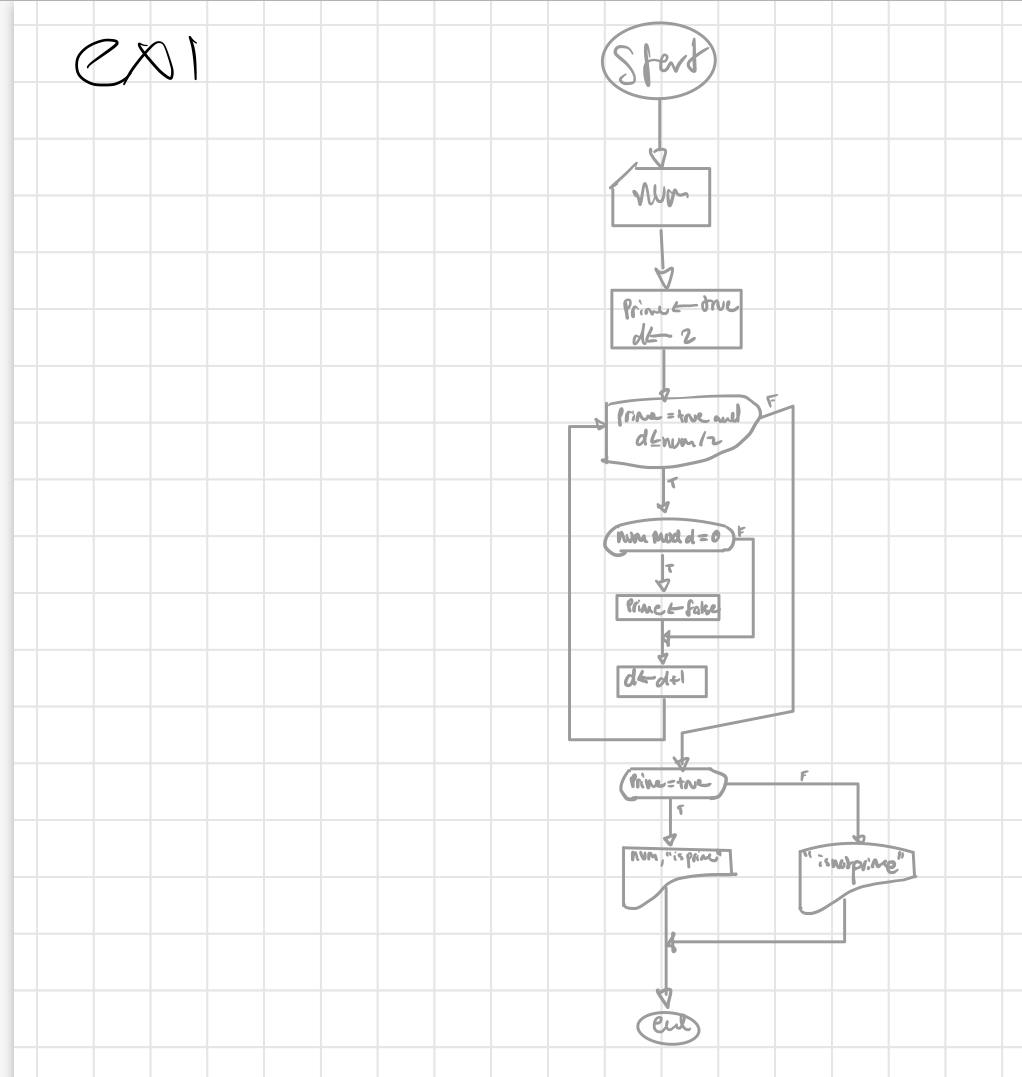 ex1
Start
num
Prime ← true
d ← 2
Prime = true and
d ≤ num/2
F
T
num mod d = 0
F
T
Prime ← false
d ← d+1
Prime = true
F
T
num, "is prime"
"is not prime"
end